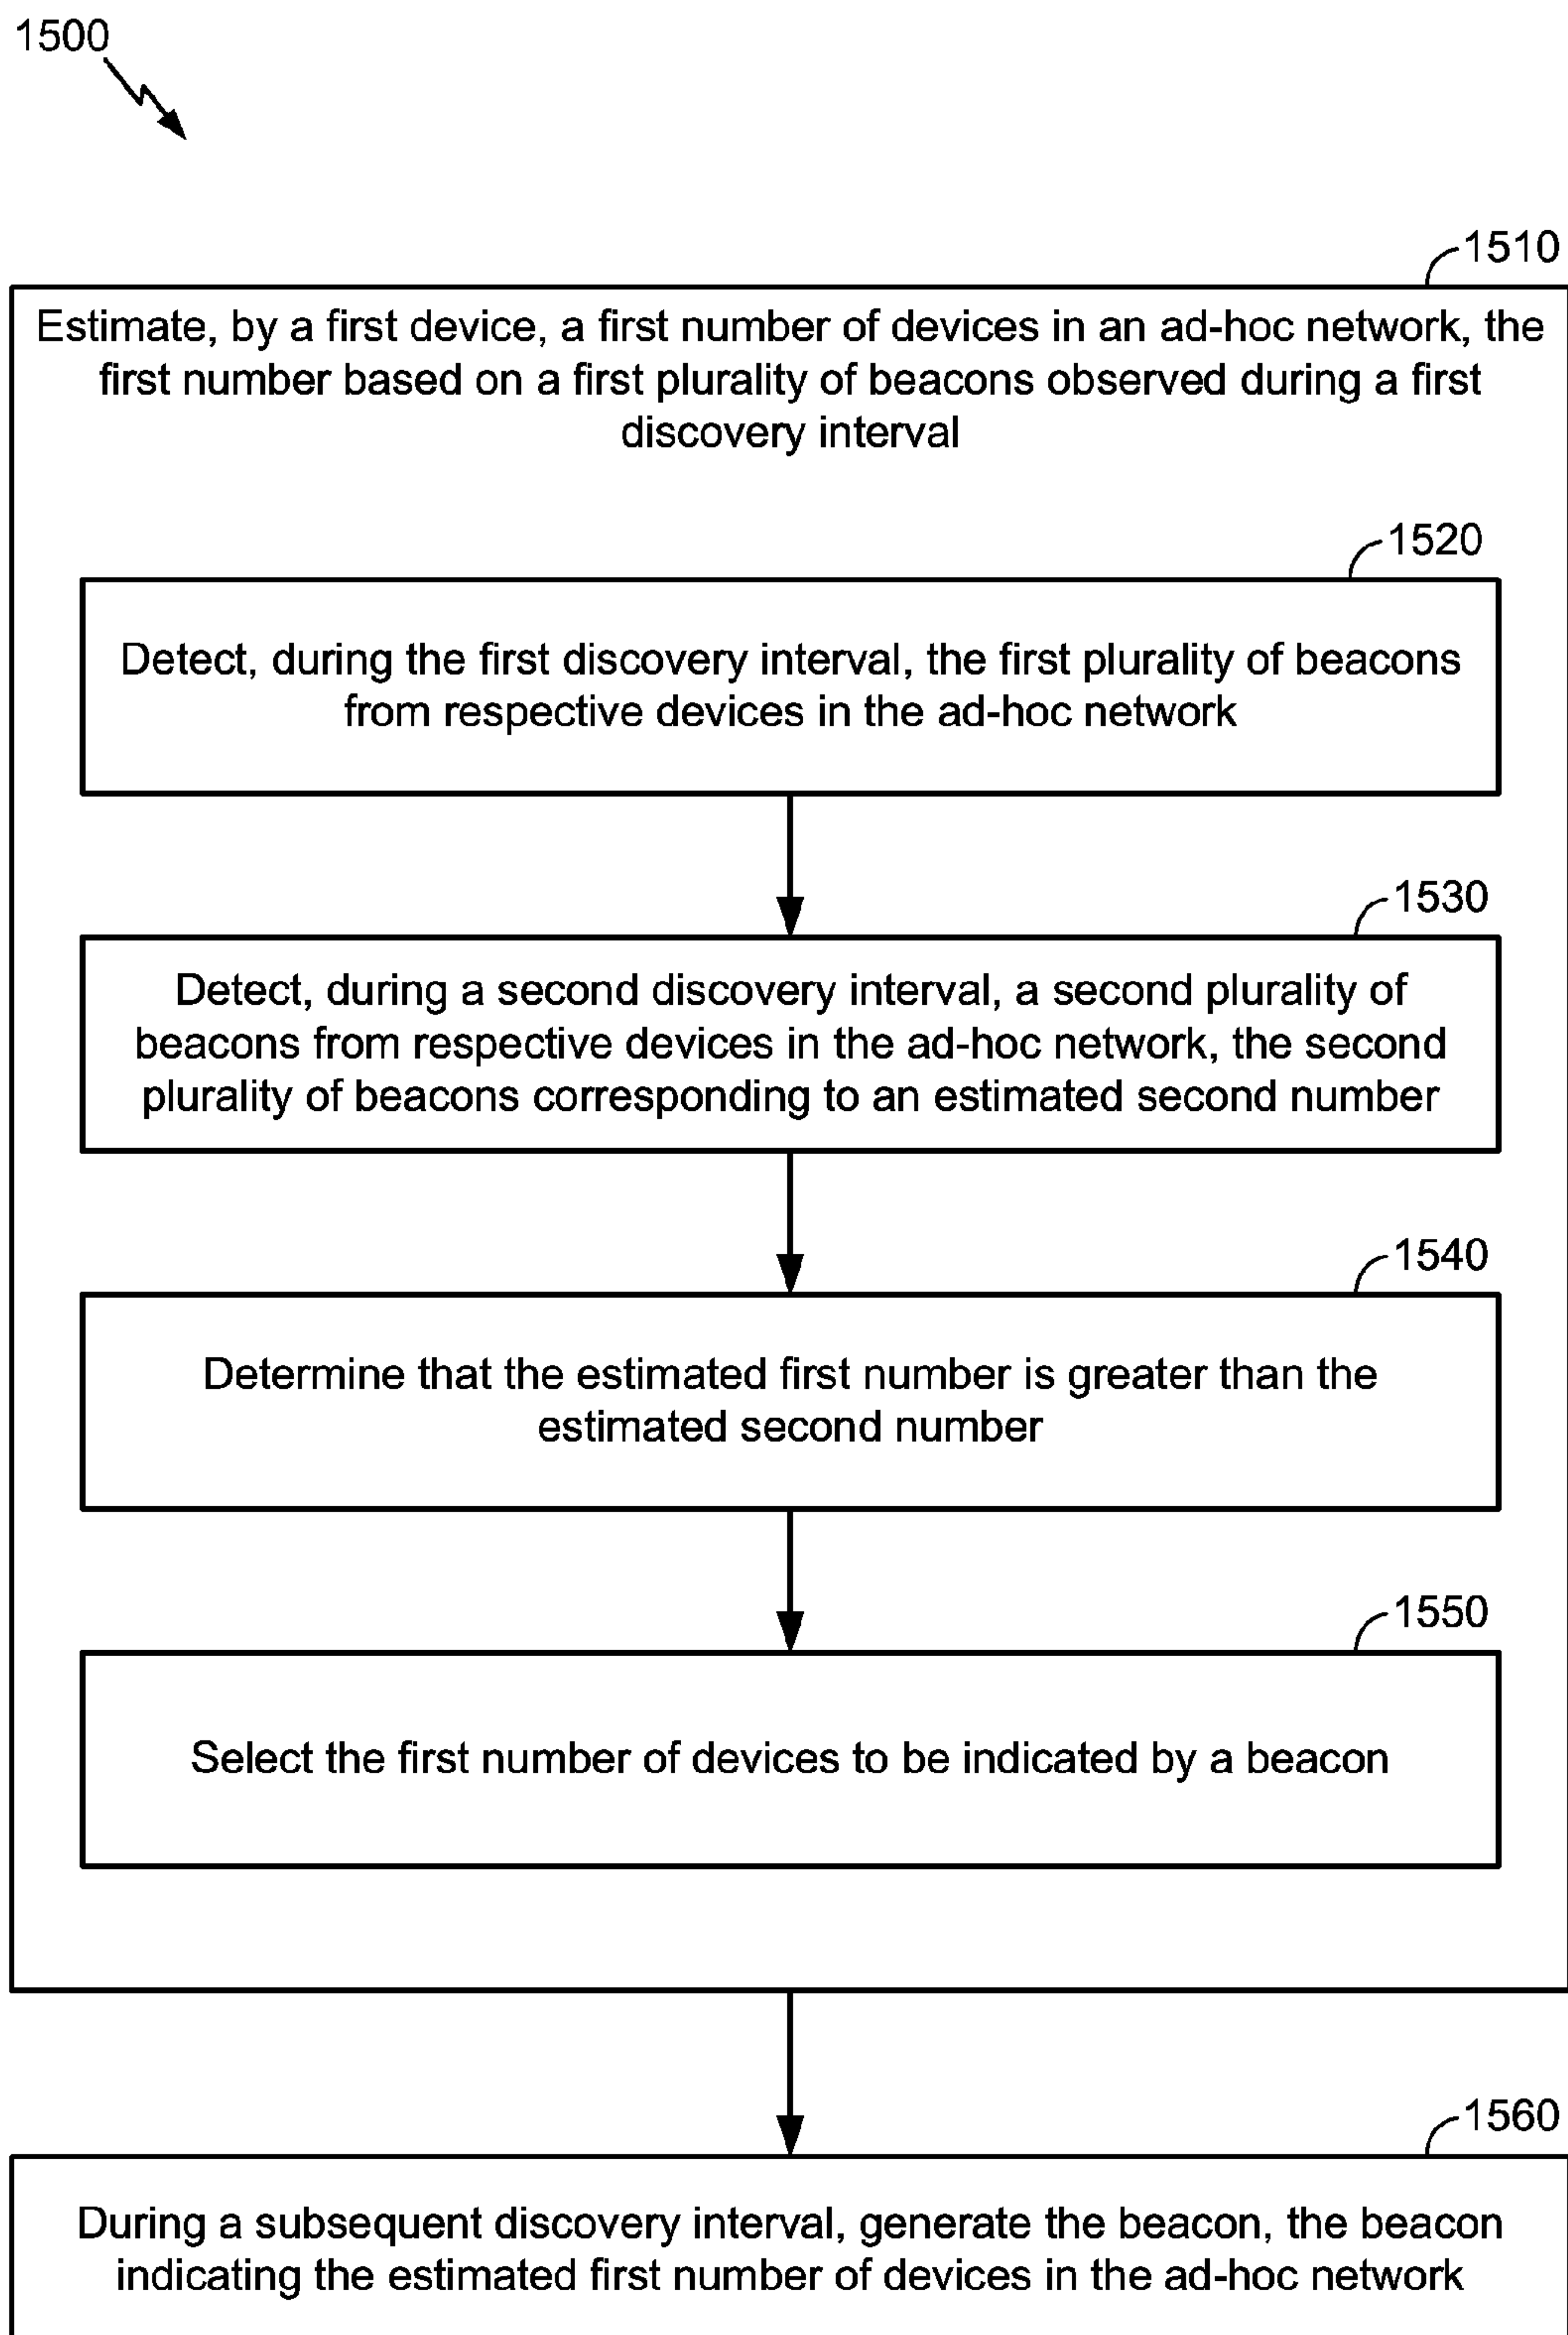 1500
1510
Estimate, by a first device, a first number of devices in an ad-hoc network, the
first number based on a first plurality of beacons observed during a first
discovery interval
1520
Detect, during the first discovery interval, the first plurality of beacons
from respective devices in the ad-hoc network
1530
Detect, during a second discovery interval, a second plurality of
beacons from respective devices in the ad-hoc network, the second
plurality of beacons corresponding to an estimated second number
1540
Determine that the estimated first number is greater than the
estimated second number
1550
Select the first number of devices to be indicated by a beacon
1560
During a subsequent discovery interval, generate the beacon, the beacon
indicating the estimated first number of devices in the ad-hoc network